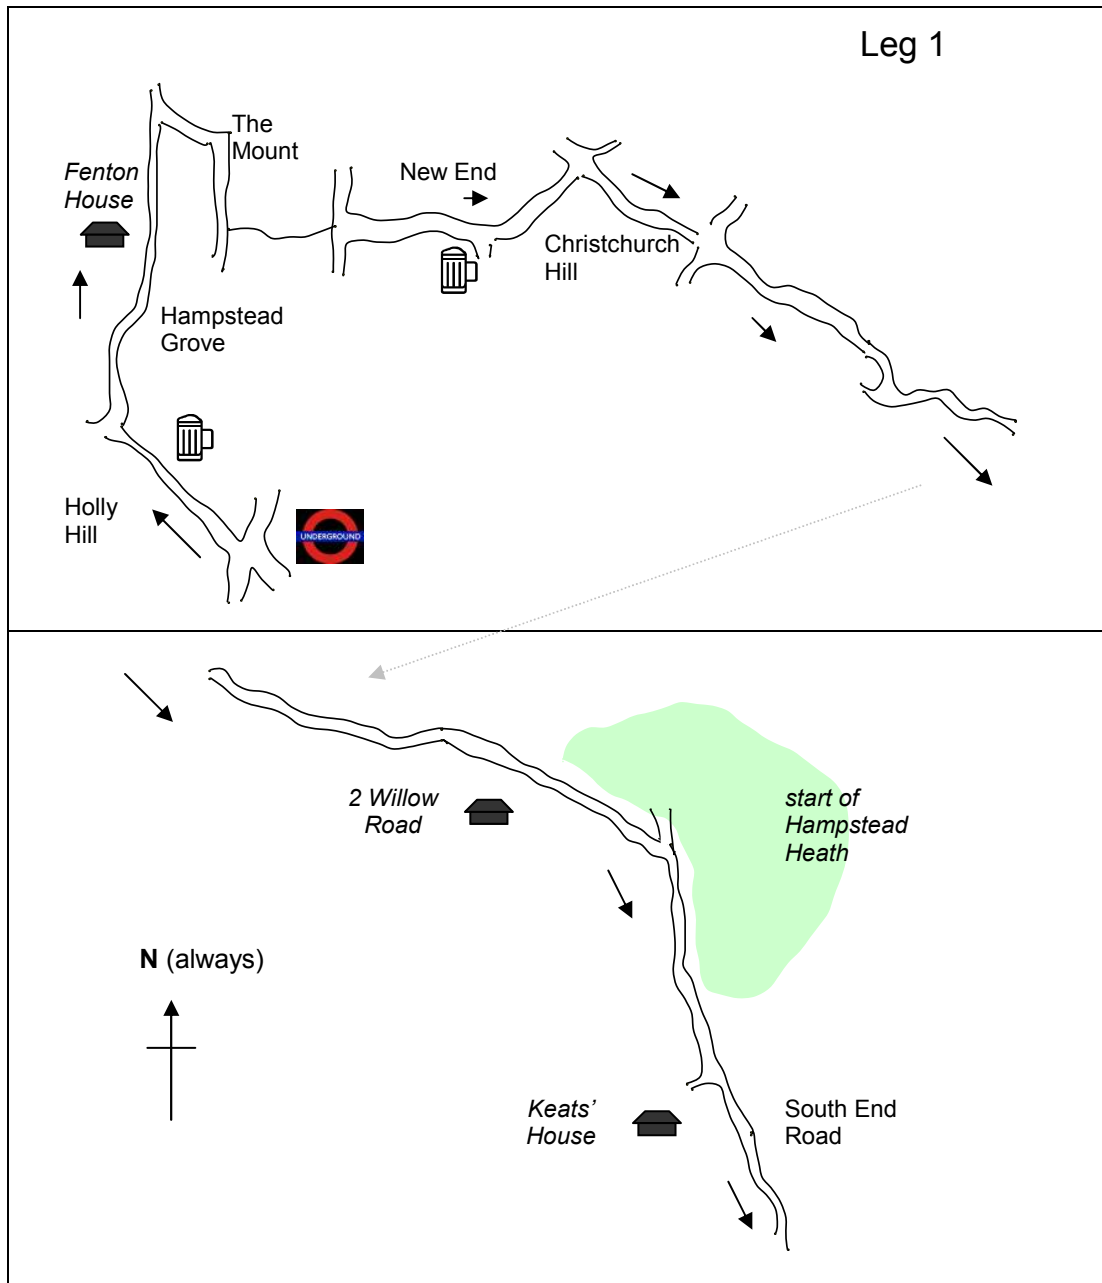 Leg 1
The
Mount
Fenton
House
New End
Christchurch
Hill
Hampstead
Grove
Holly
Hill
UNDERGROUND
2 Willow
Road
start of
Hampstead
Heath
N (always)
Keats’
House
South End
Road